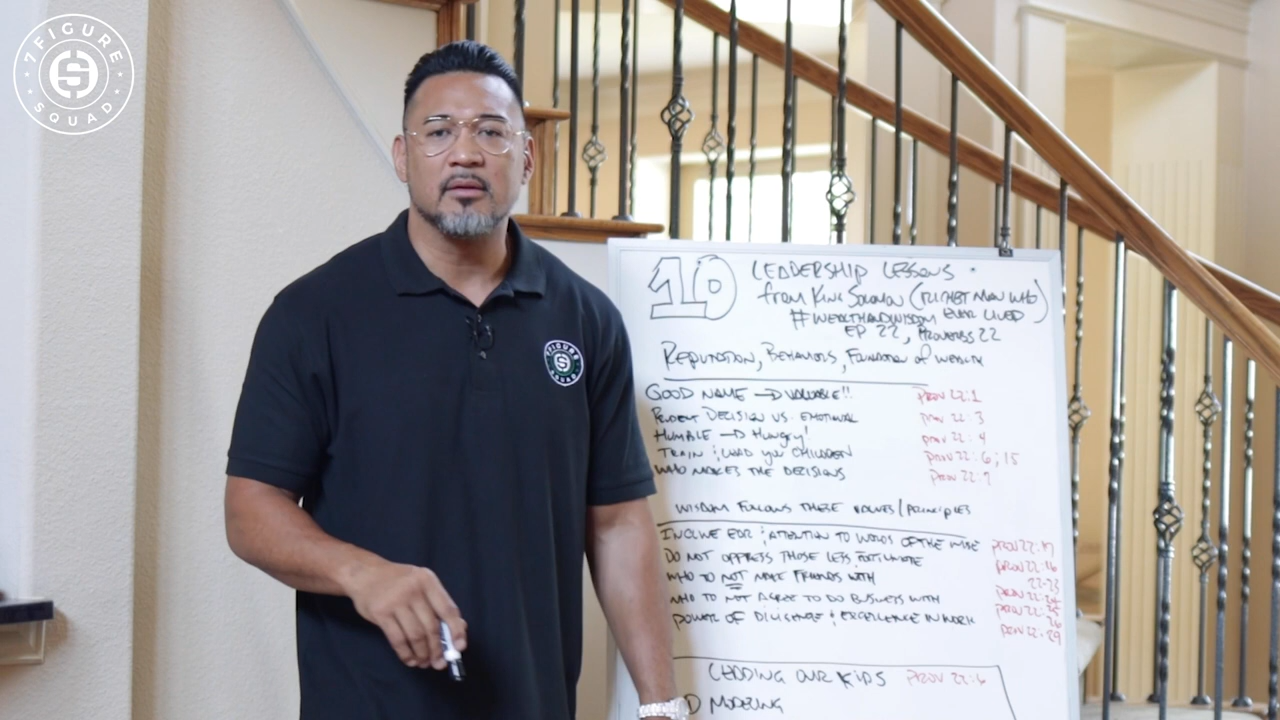 7 FIGURE SQUAD
7 FIGURE SQUAD
10 LEADERSHIP LESSONS
from KING SOLOMON (RICHEST MAN WHO
#WEALTHANDWISDOM EVER LIVED)
EP 22, PROVERBS 22
REPUTATION, BEHAVIORS, FOUNDATION OF WEALTH
GOOD NAME → VALUABLE!! PROV 22:1
PRUDENT DECISION VS. EMOTIONAL PROV 22:3
HUMBLE → HUNGRY! PROV 22:4
TRAIN & LEAD YOUR CHILDREN PROV 22:6, 15
WHO MAKES THE DECISIONS PROV 22:7
WISDOM FOLLOWS THESE VALUES/PRINCIPLES
INCLINE EAR & ATTENTION TO WORDS OF THE WISE PROV 22:17
DO NOT OPPRESS THOSE LESS FORTUNATE PROV 22:16
22-23
WHO TO NOT MAKE FRIENDS WITH PROV 22:24
WHO TO NOT AGREE TO DO BUSINESS WITH PROV 22:
26
POWER OF DILIGENCE & EXCELLENCE IN WORK PROV 22:29
LEADING OUR KIDS PROV 22:6
MODELING